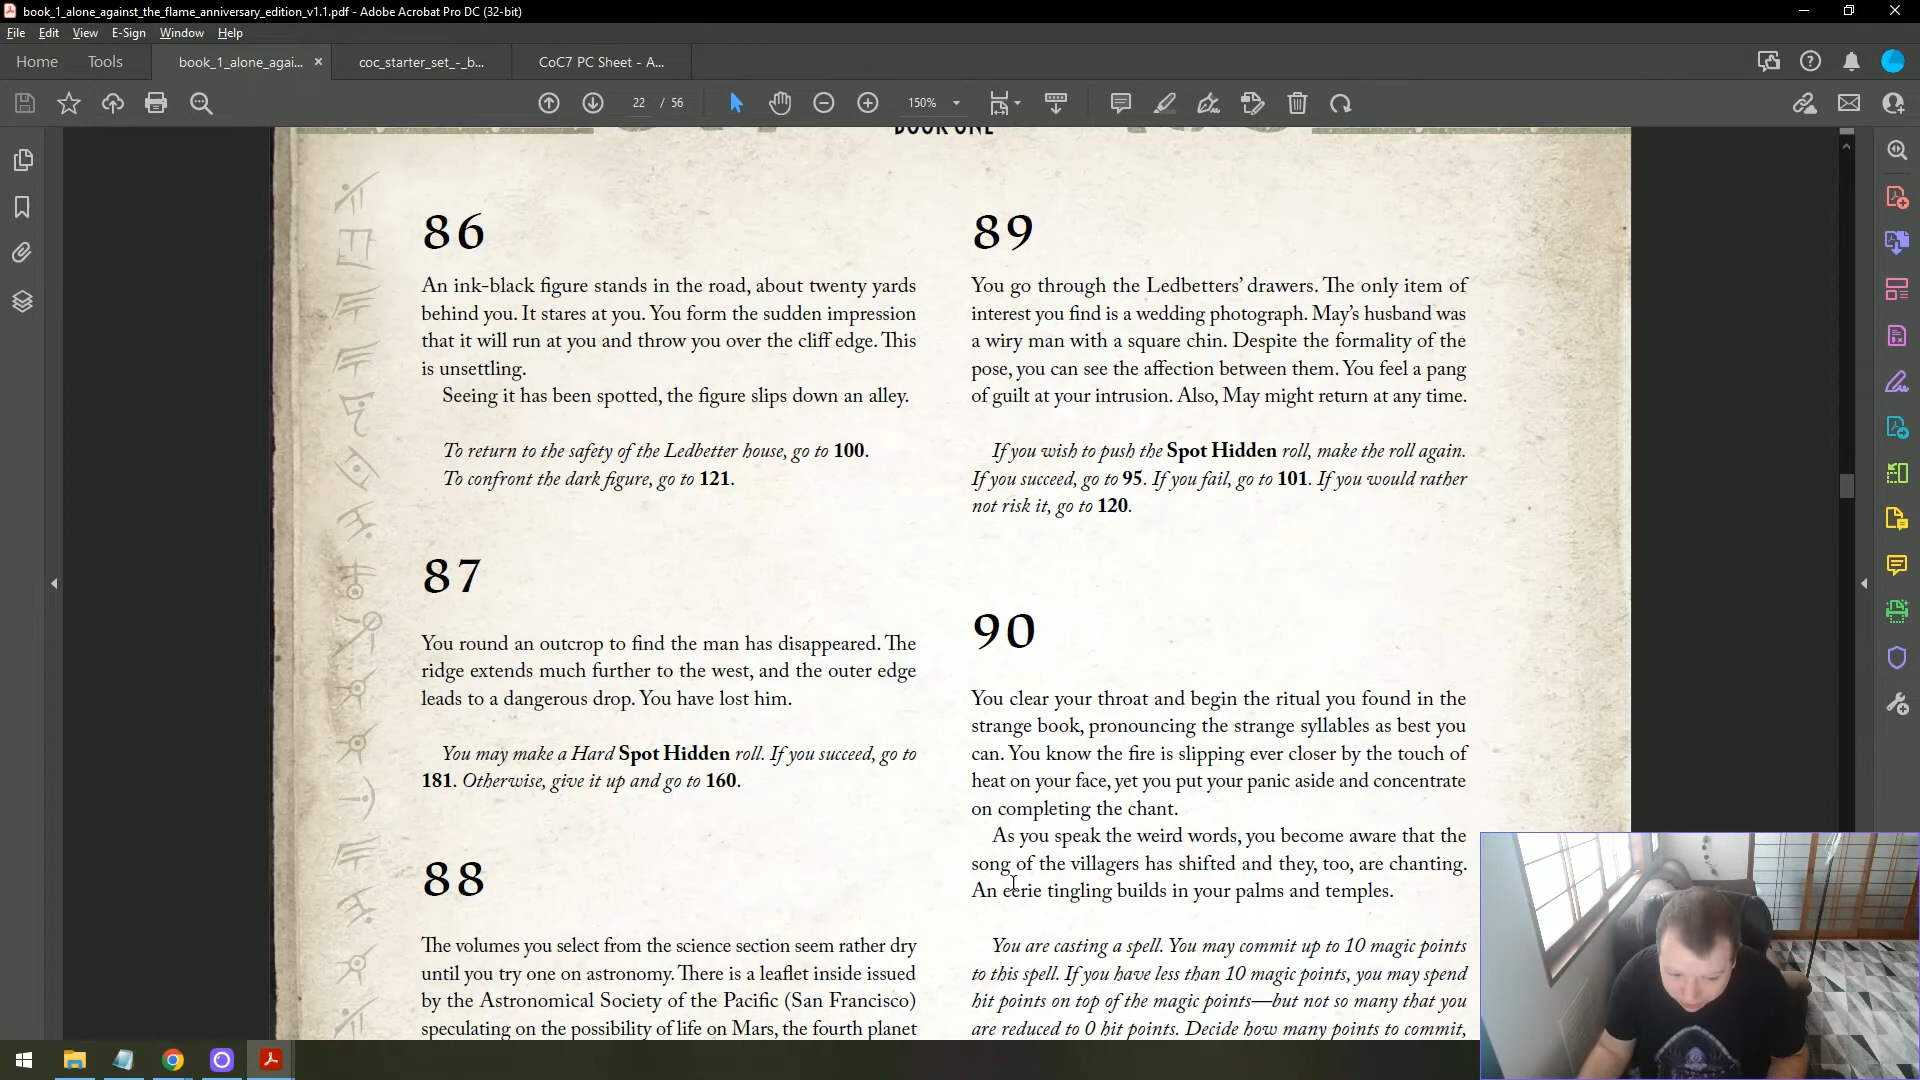 book_1_alone_against_the_flame_anniversary_edition_v1.1.pdf - Adobe Acrobat Pro DC (32-bit)
File Edit View E-Sign Window Help
Home Tools book_1_alone_agai... × coc_starter_set_-_b... CoC7 PC Sheet - A...
22 / 56 150%
BOOK ONE
86
An ink-black figure stands in the road, about twenty yards
behind you. It stares at you. You form the sudden impression
that it will run at you and throw you over the cliff edge. This
is unsettling.
Seeing it has been spotted, the figure slips down an alley.
To return to the safety of the Ledbetter house, go to 100.
To confront the dark figure, go to 121.
87
You round an outcrop to find the man has disappeared. The
ridge extends much further to the west, and the outer edge
leads to a dangerous drop. You have lost him.
You may make a Hard Spot Hidden roll. If you succeed, go to
181. Otherwise, give it up and go to 160.
88
The volumes you select from the science section seem rather dry
until you try one on astronomy. There is a leaflet inside issued
by the Astronomical Society of the Pacific (San Francisco)
speculating on the possibility of life on Mars, the fourth planet
89
You go through the Ledbetters' drawers. The only item of
interest you find is a wedding photograph. May's husband was
a wiry man with a square chin. Despite the formality of the
pose, you can see the affection between them. You feel a pang
of guilt at your intrusion. Also, May might return at any time.
If you wish to push the Spot Hidden roll, make the roll again.
If you succeed, go to 95. If you fail, go to 101. If you would rather
not risk it, go to 120.
90
You clear your throat and begin the ritual you found in the
strange book, pronouncing the strange syllables as best you
can. You know the fire is slipping ever closer by the touch of
heat on your face, yet you put your panic aside and concentrate
on completing the chant.
As you speak the weird words, you become aware that the
song of the villagers has shifted and they, too, are chanting.
An eerie tingling builds in your palms and temples.
You are casting a spell. You may commit up to 10 magic points
to this spell. If you have less than 10 magic points, you may spend
hit points on top of the magic points—but not so many that you
are reduced to 0 hit points. Decide how many points to commit,